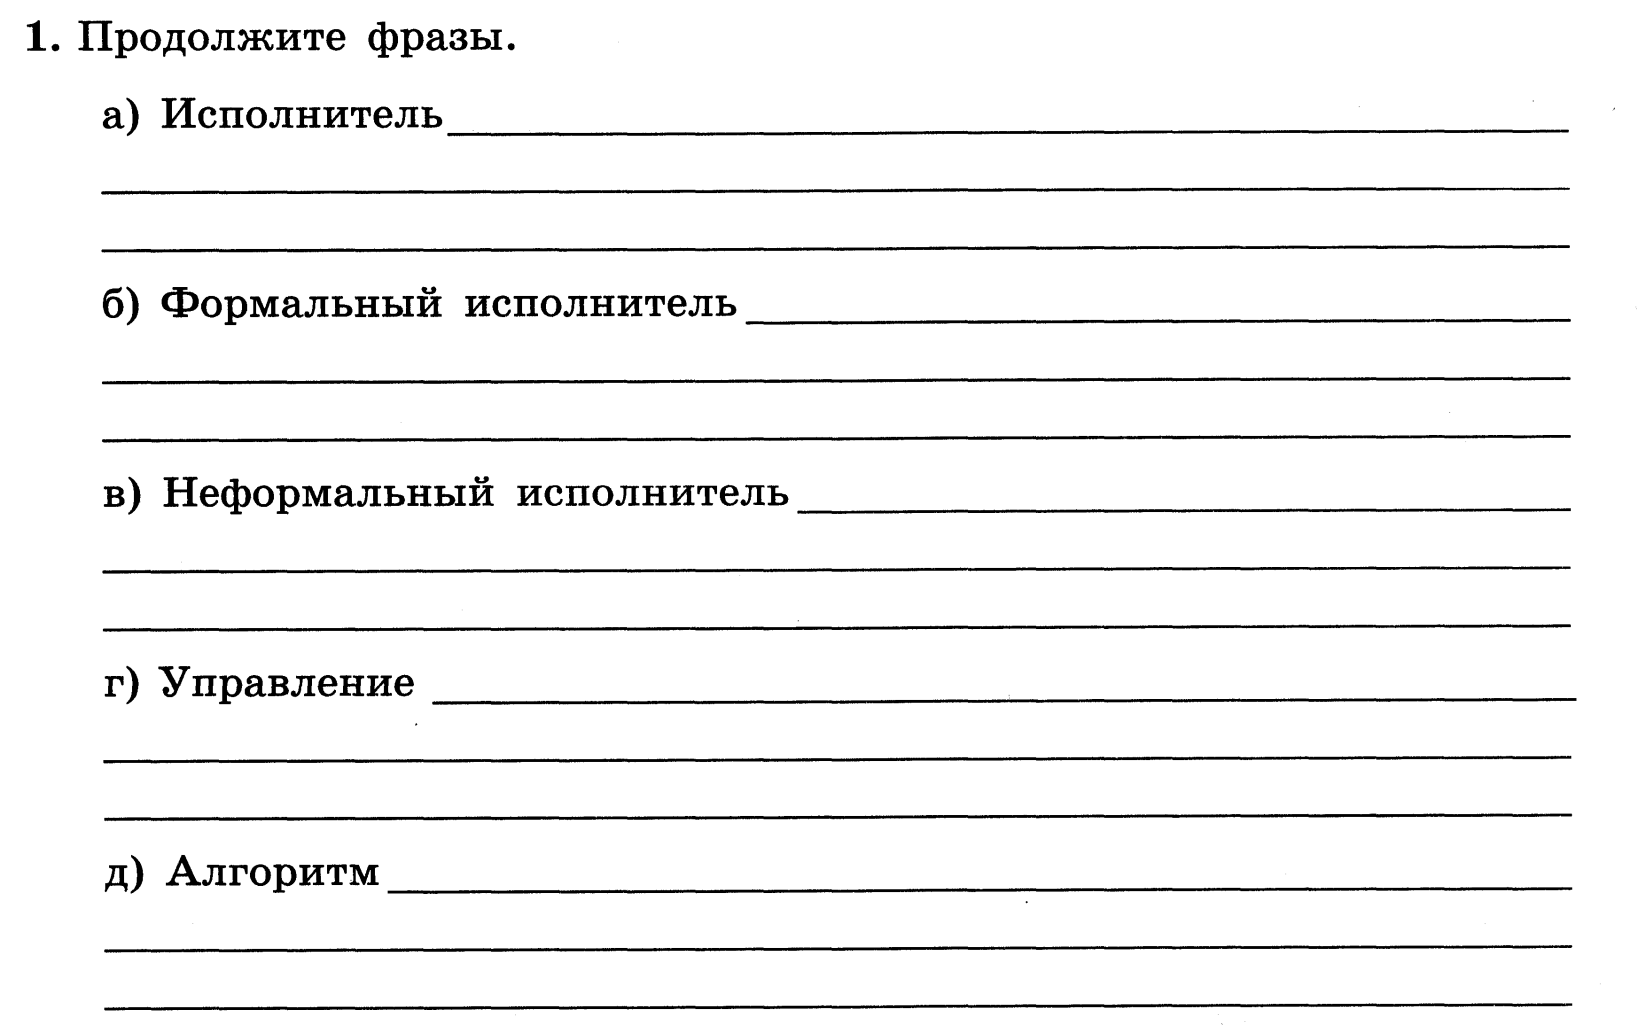 1. Продолжите фразы.
а) Исполнитель
б) Формальный исполнитель
в) Неформальный исполнитель
г) Управление
д) Алгоритм